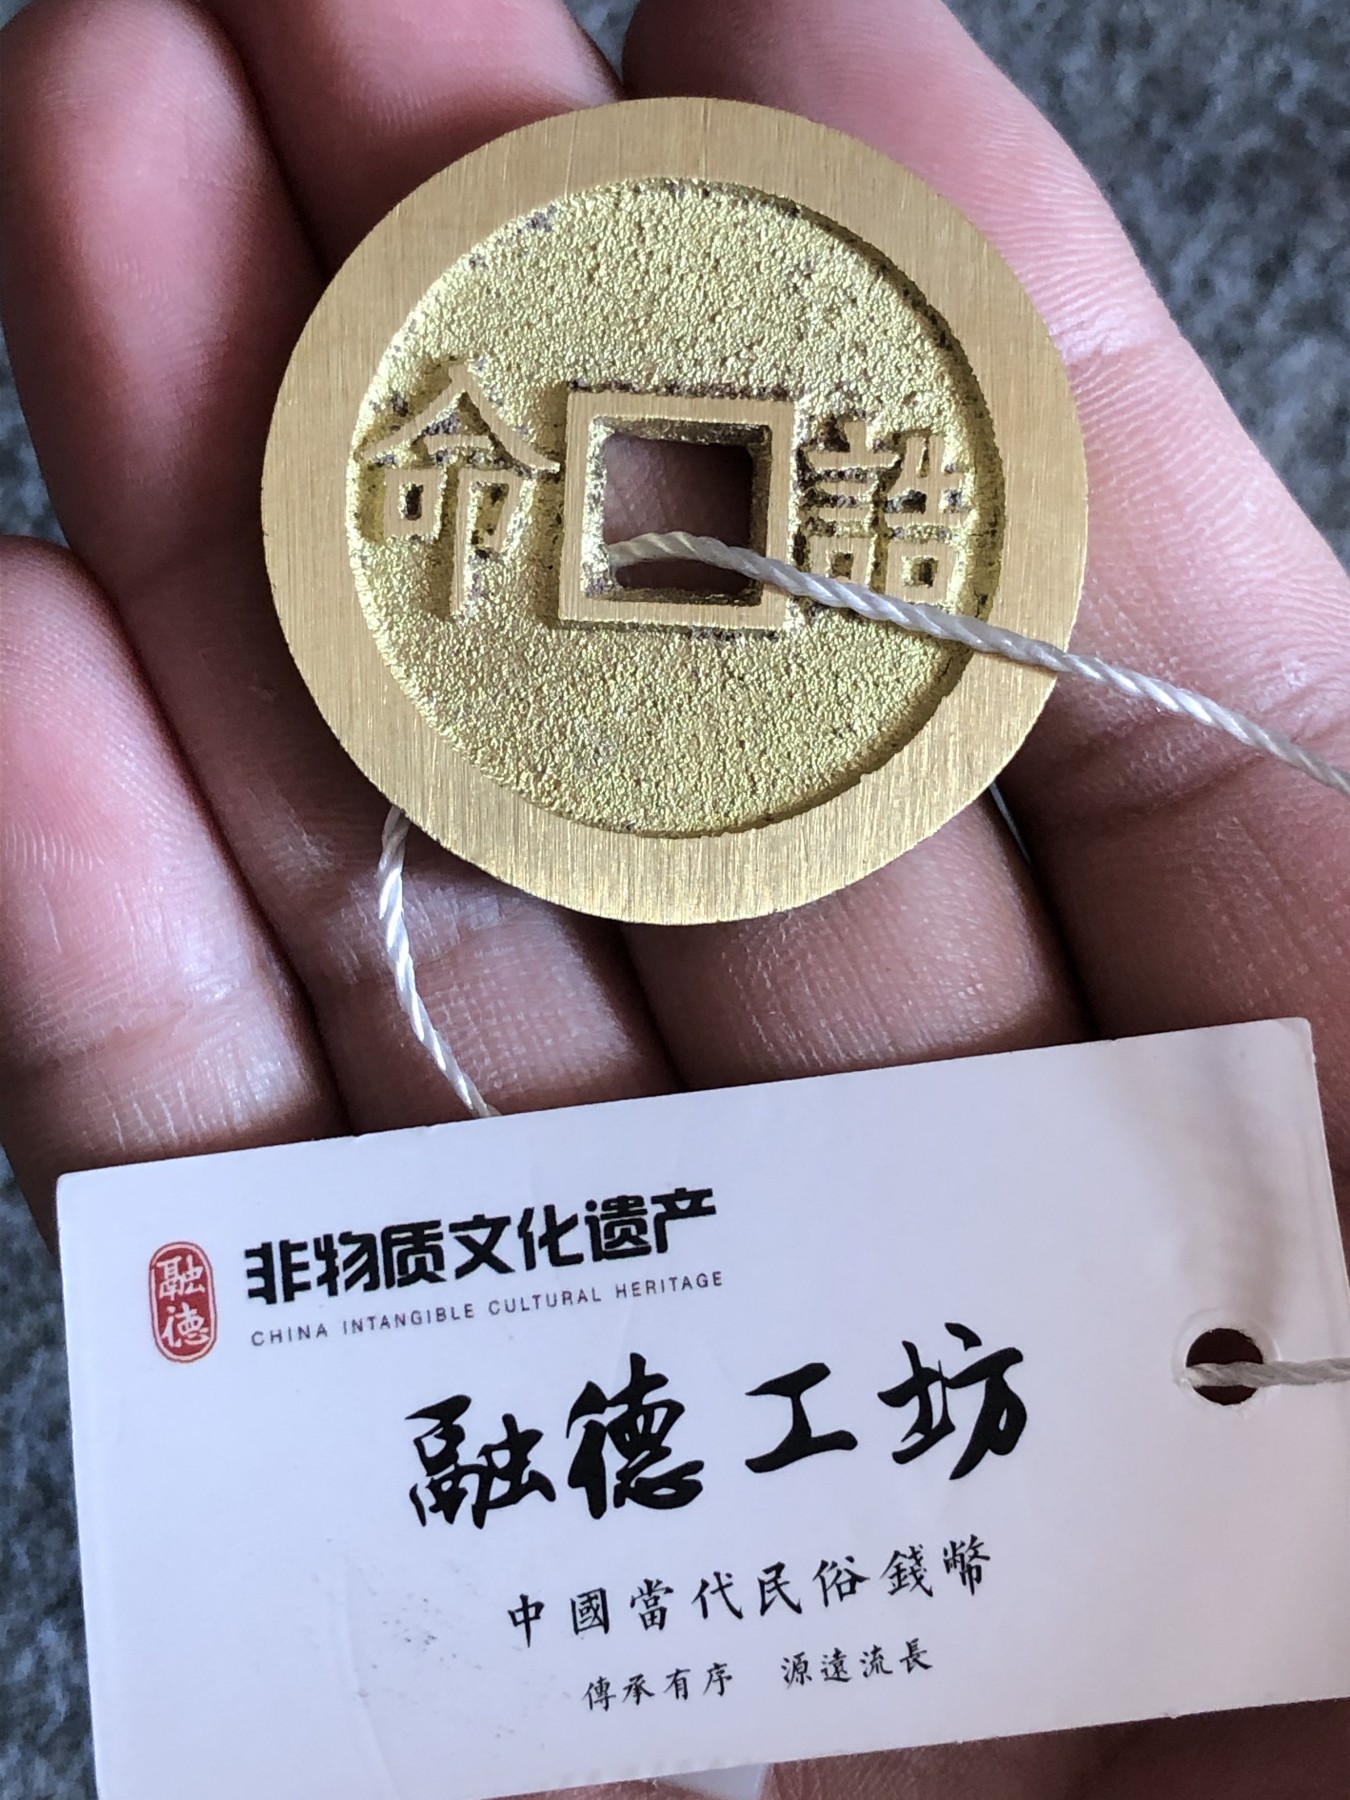 誥命
融德
非物质文化遗产
CHINA INTANGIBLE CULTURAL HERITAGE
融德工坊
中國當代民俗錢幣
傳承有序 源遠流長